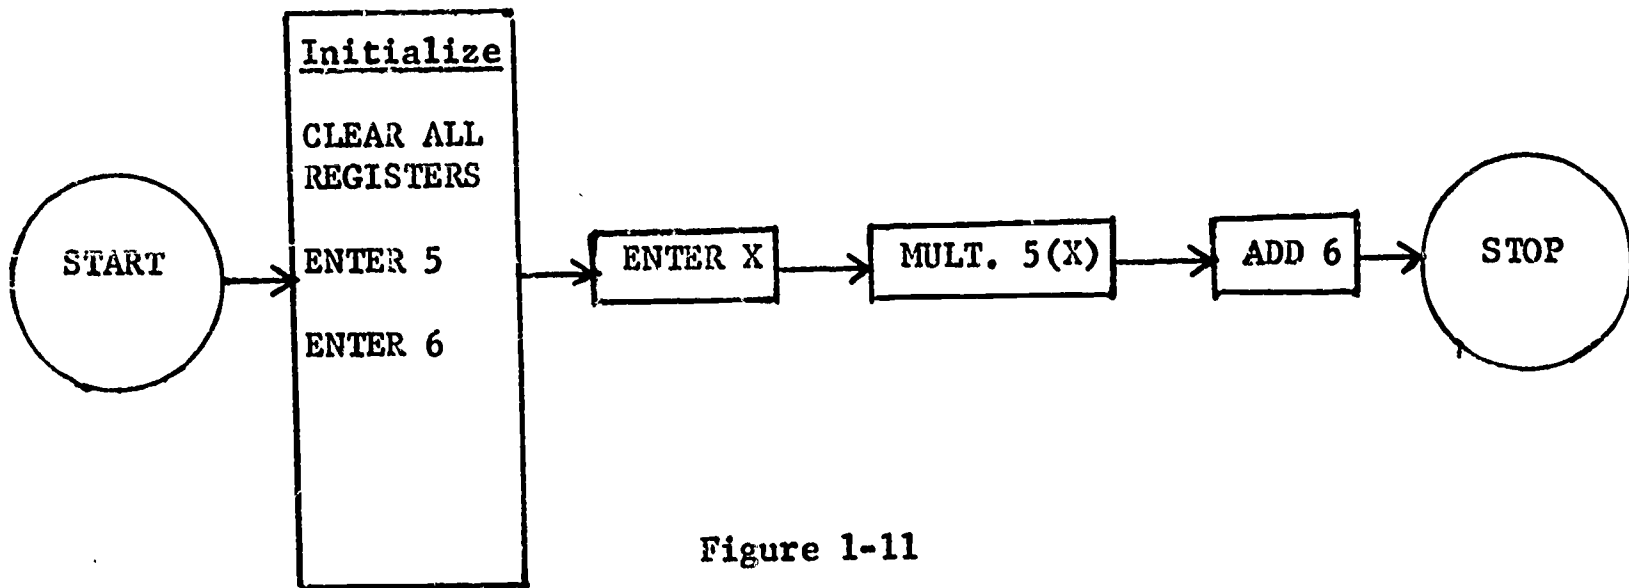 START
Initialize
CLEAR ALL
REGISTERS
ENTER 5
ENTER 6
ENTER X
MULT. 5(X)
ADD 6
STOP
Figure 1-11